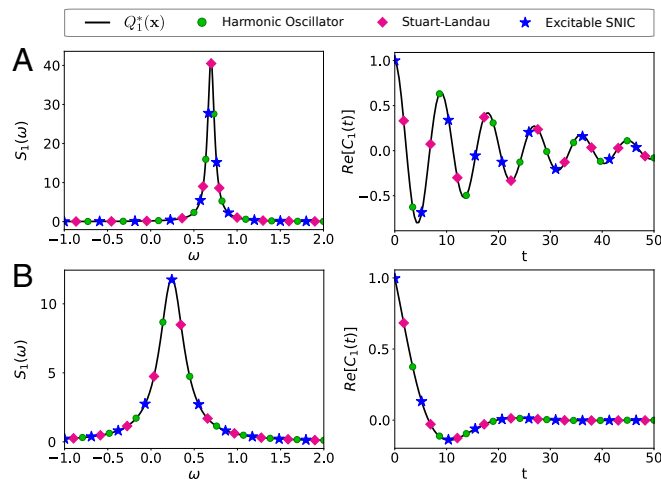 Q₁*(x) Harmonic Oscillator Stuart-Landau Excitable SNIC
A
S₁(ω)
40
30
20
10
0
−1.0 −0.5 0.0 0.5 1.0 1.5 2.0
ω
Re[C₁(t)]
1.0
0.5
0.0
−0.5
0 10 20 30 40 50
t
B
S₁(ω)
10
5
0
−1.0 −0.5 0.0 0.5 1.0 1.5 2.0
ω
Re[C₁(t)]
1.0
0.5
0.0
0 10 20 30 40 50
t